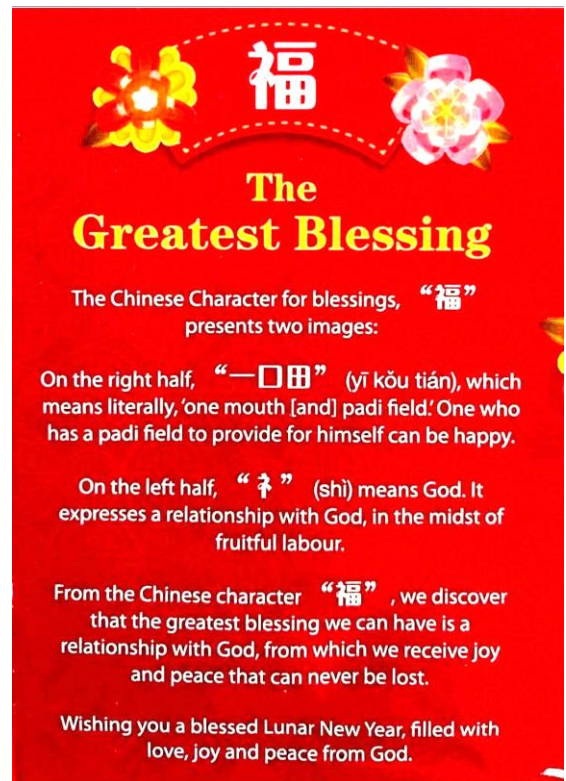 福
The
Greatest Blessing
The Chinese Character for blessings, “福”
presents two images:
On the right half, “一口田” (yī kǒu tián), which
means literally, ‘one mouth [and] padi field.’ One who
has a padi field to provide for himself can be happy.
On the left half, “礻” (shì) means God. It
expresses a relationship with God, in the midst of
fruitful labour.
From the Chinese character “福” , we discover
that the greatest blessing we can have is a
relationship with God, from which we receive joy
and peace that can never be lost.
Wishing you a blessed Lunar New Year, filled with
love, joy and peace from God.